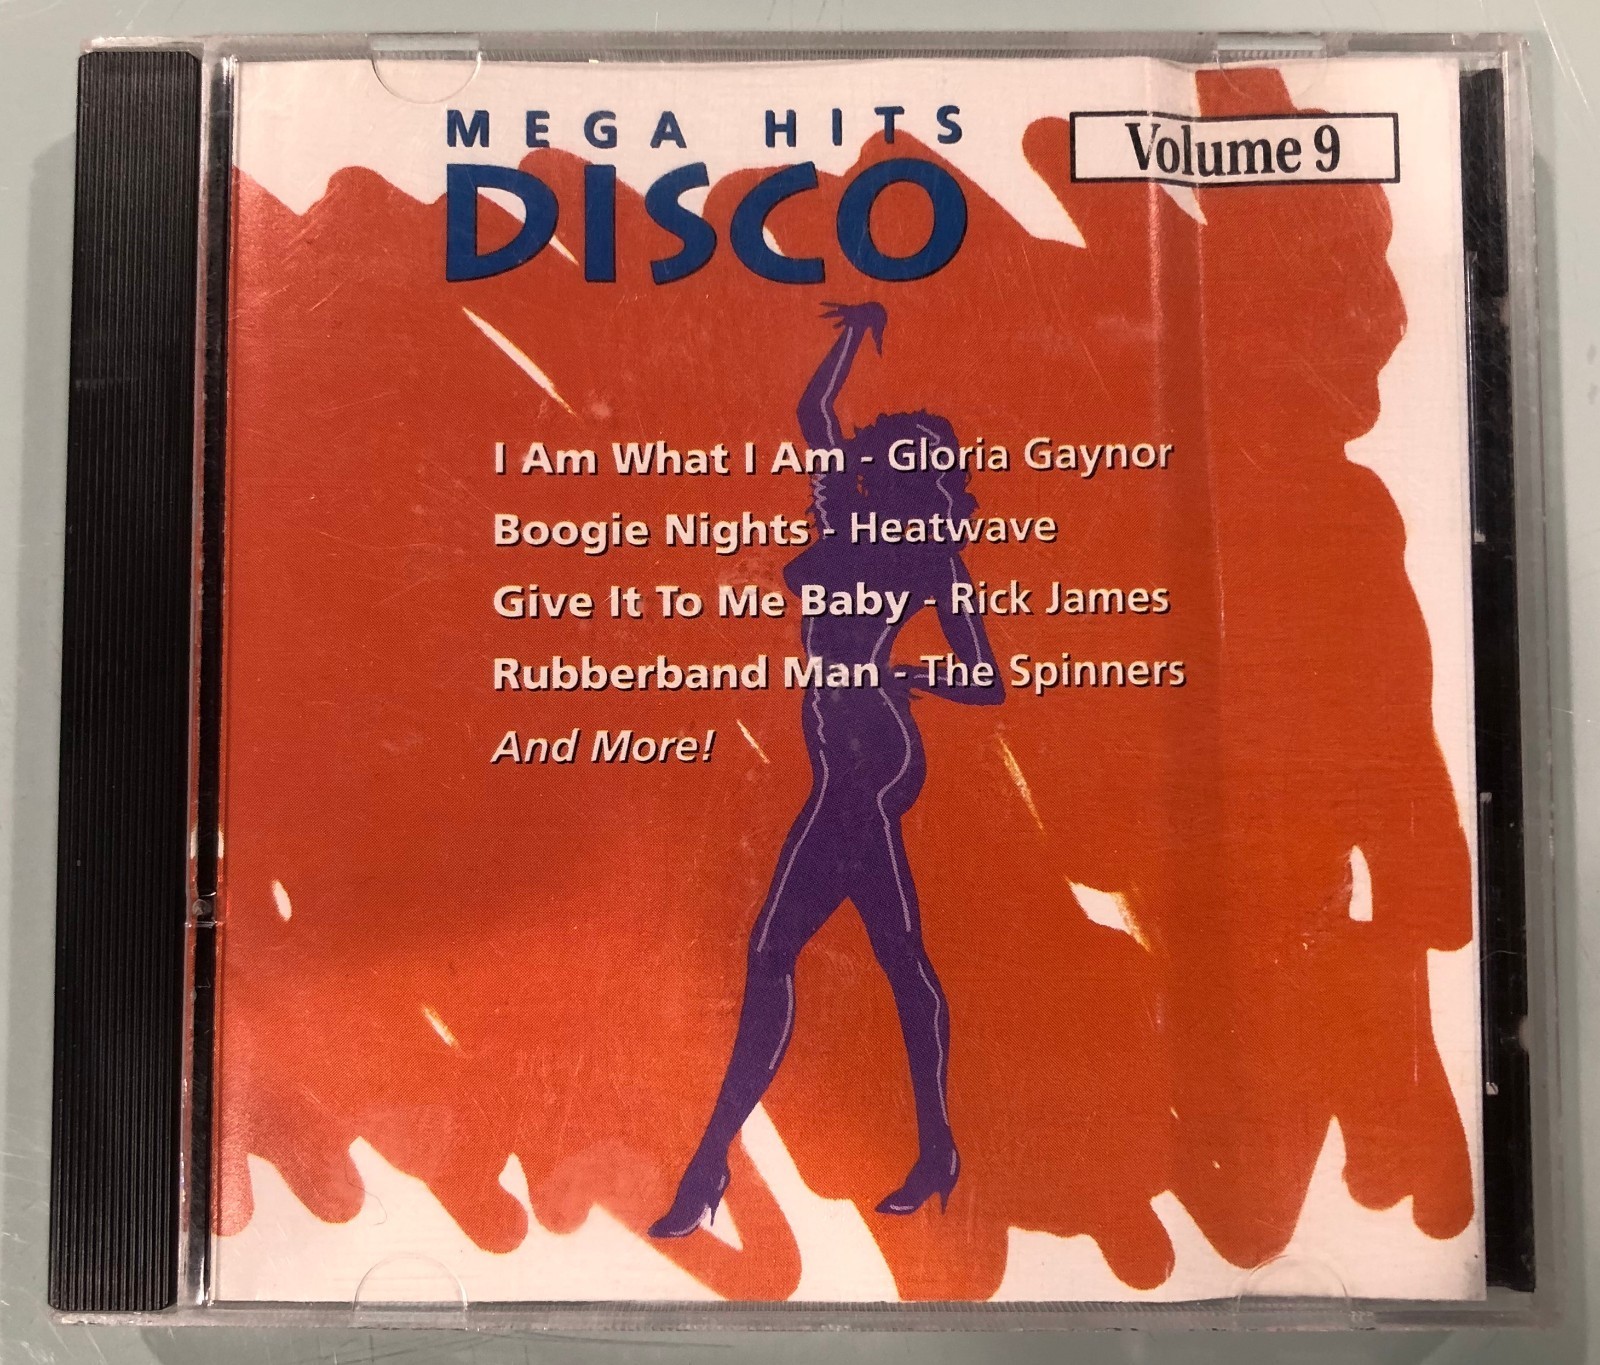 MEGA HITS
DISCO
Volume 9
I Am What I Am - Gloria Gaynor
Boogie Nights - Heatwave
Give It To Me Baby - Rick James
Rubberband Man - The Spinners
And More!